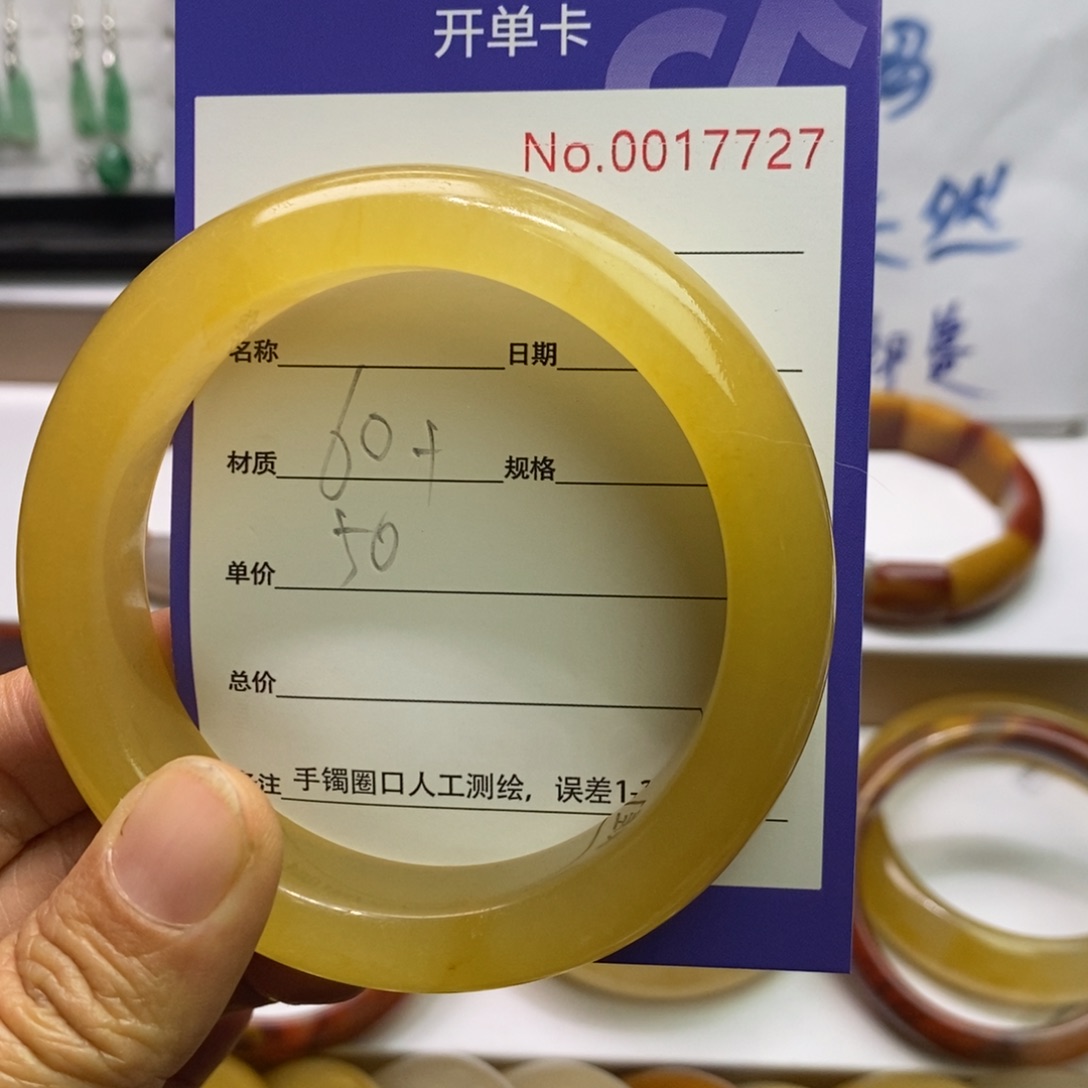 开单卡
No.0017727
名称 日期
60+
材质 规格
50
单价
总价
注 手镯圈口人工测绘，误差1-
然